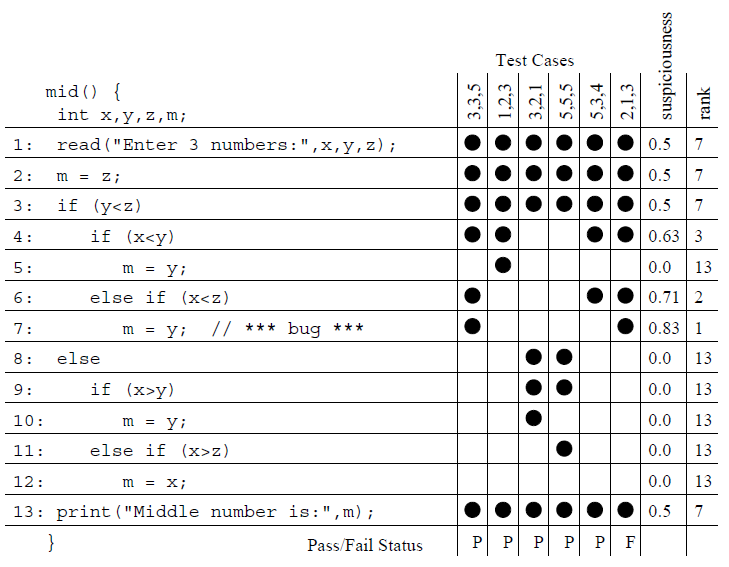 Test Cases
mid() { 3,3,5 1,2,3 3,2,1 5,5,5 5,3,4 2,1,3 suspiciousness rank
int x,y,z,m;
1: read("Enter 3 numbers:",x,y,z); ● ● ● ● ● ● 0.5 7
2: m = z; ● ● ● ● ● ● 0.5 7
3: if (y<z) ● ● ● ● ● ● 0.5 7
4: if (x<y) ● ● ● ● 0.63 3
5: m = y; ● 0.0 13
6: else if (x<z) ● ● ● 0.71 2
7: m = y; // *** bug *** ● ● 0.83 1
8: else ● ● 0.0 13
9: if (x>y) ● ● 0.0 13
10: m = y; ● 0.0 13
11: else if (x>z) ● 0.0 13
12: m = x; 0.0 13
13: print("Middle number is:",m); ● ● ● ● ● ● 0.5 7
} Pass/Fail Status P P P P P F